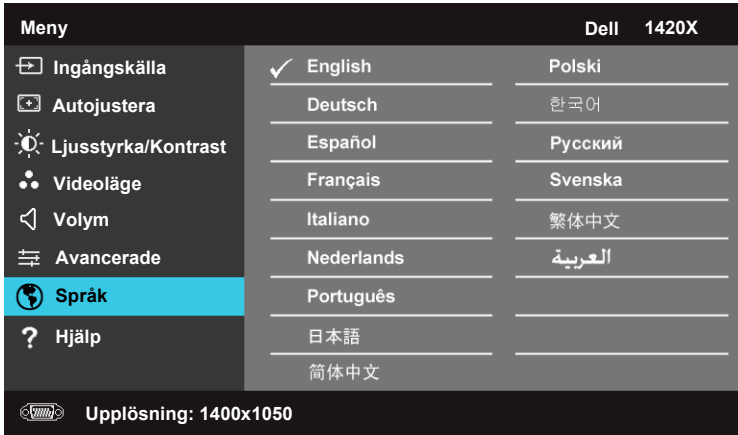 Meny
Dell 1420X
Ingångskälla
Autojustera
Ljusstyrka/Kontrast
Videoläge
Volym
Avancerade
Språk
Hjälp
English
Deutsch
Español
Français
Italiano
Nederlands
Português
日本語
简体中文
Polski
한국어
Русский
Svenska
繁体中文
العربية
Upplösning: 1400x1050